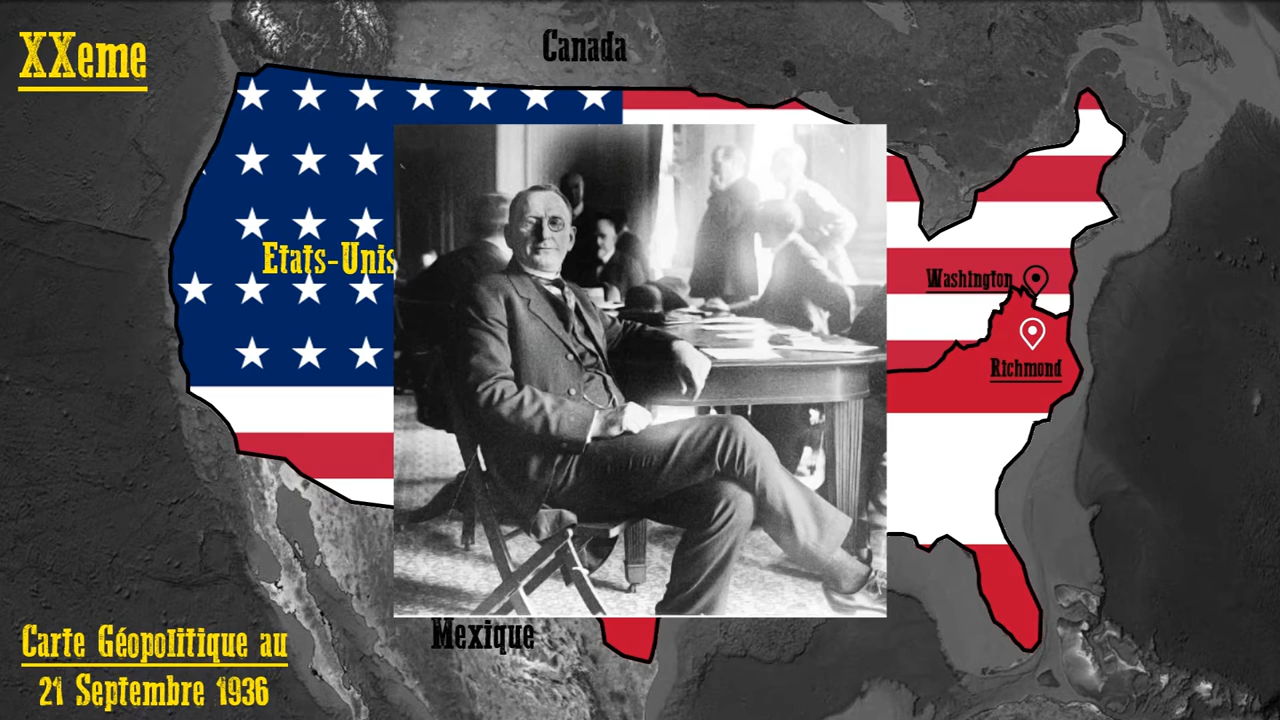 XXeme
Canada
Etats-Unis
Washington
Richmond
Mexique
Carte Géopolitique au
21 Septembre 1936